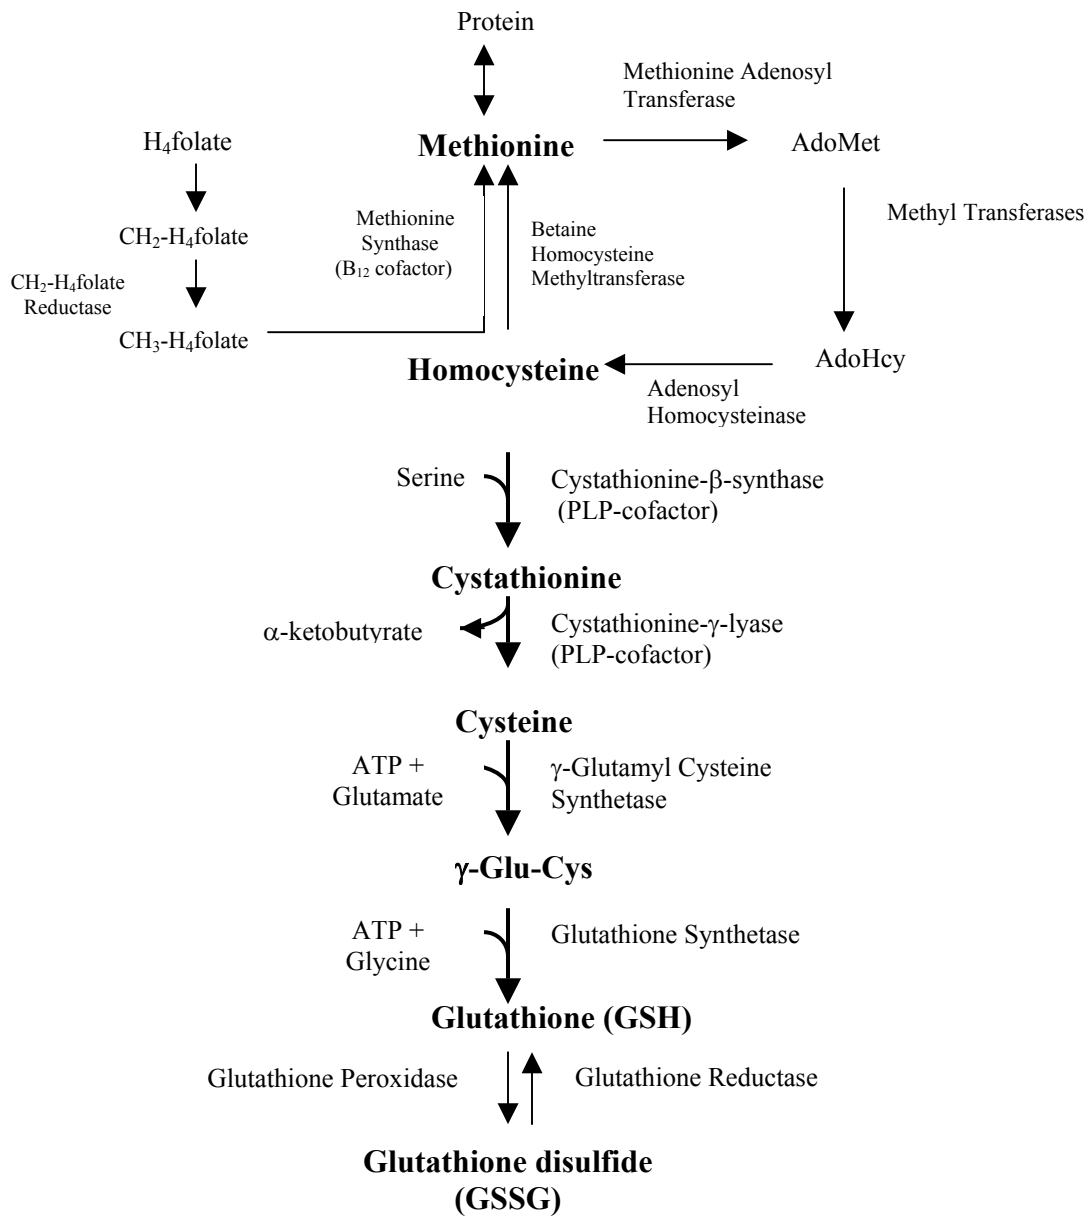 Protein
Methionine Adenosyl
Transferase
H₄folate
Methionine
AdoMet
CH₂-H₄folate
Methionine
Synthase
(B₁₂ cofactor)
Betaine
Homocysteine
Methyltransferase
Methyl Transferases
CH₂-H₄folate
Reductase
CH₃-H₄folate
Homocysteine
AdoHcy
Adenosyl
Homocysteinase
Serine
Cystathionine-β-synthase
(PLP-cofactor)
Cystathionine
α-ketobutyrate
Cystathionine-γ-lyase
(PLP-cofactor)
Cysteine
ATP +
Glutamate
γ-Glutamyl Cysteine
Synthetase
γ-Glu-Cys
ATP +
Glycine
Glutathione Synthetase
Glutathione (GSH)
Glutathione Peroxidase
Glutathione Reductase
Glutathione disulfide
(GSSG)